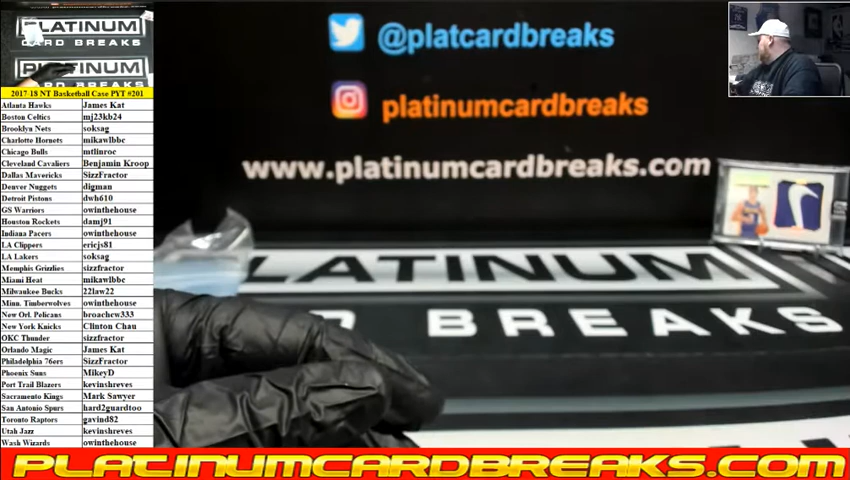 PLATINUM
CARD BREAKS
PLATINUM
CARD BREAKS
2017-18 NT Basketball Case PYT #201
Atlanta Hawks James Kat
Boston Celtics mj23kb24
Brooklyn Nets soksag
Charlotte Hornets mikawlbbc
Chicago Bulls mtlinroc
Cleveland Cavaliers Benjamin Kroop
Dallas Mavericks SizzFractor
Denver Nuggets digman
Detroit Pistons dwh610
GS Warriors owinthehouse
Houston Rockets damj91
Indiana Pacers owinthehouse
LA Clippers ericjs81
LA Lakers soksag
Memphis Grizzlies sizzfractor
Miami Heat mikawlbbc
Milwaukee Bucks 22law22
Minn. Timberwolves owinthehouse
New Orl. Pelicans broachcw333
New York Knicks Clinton Chau
OKC Thunder sizzfractor
Orlando Magic James Kat
Philadelphia 76ers SizzFractor
Phoenix Suns MikeyD
Port Trail Blazers kevinshreves
Sacramento Kings Mark Sawyer
San Antonio Spurs hard2guardtoo
Toronto Raptors gavind82
Utah Jazz kevinshreves
Wash Wizards owinthehouse
@platcardbreaks
platinumcardbreaks
www.platinumcardbreaks.com
PLATINUM
D BREAKS
PLATINUMCARDBREAKS.COM